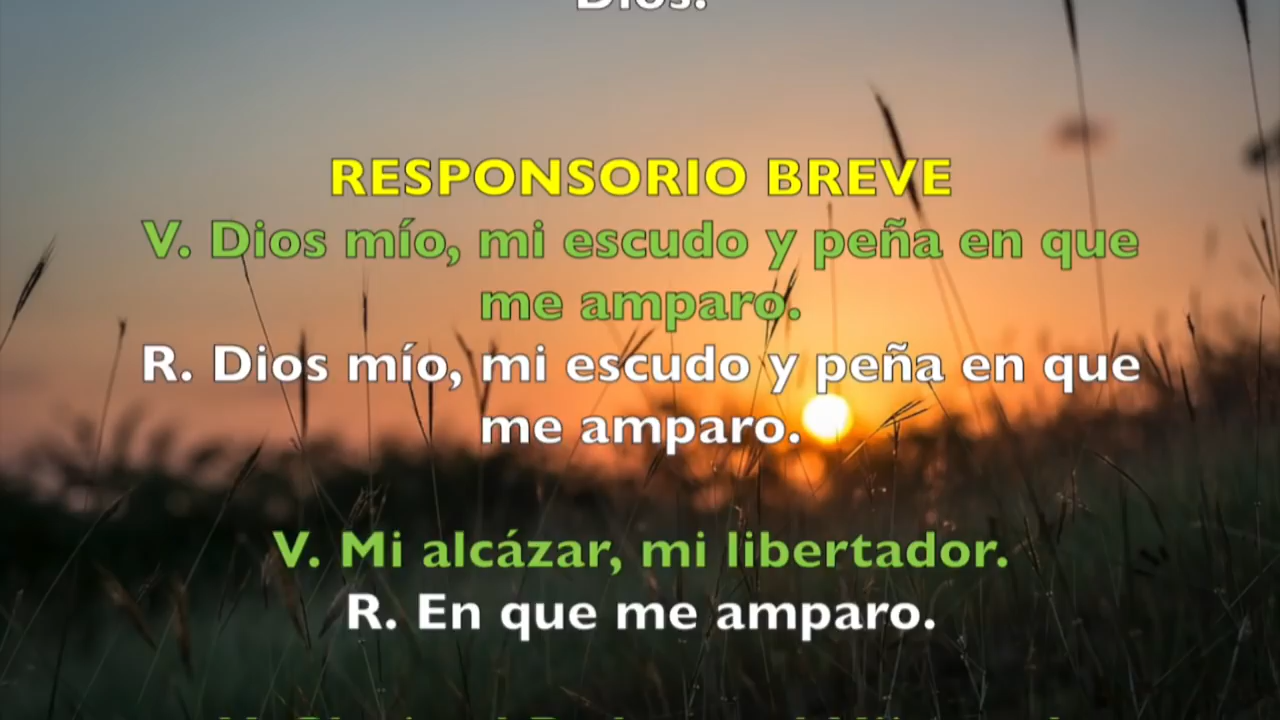 Dios.
RESPONSORIO BREVE
V. Dios mío, mi escudo y peña en que
me amparo.
R. Dios mío, mi escudo y peña en que
me amparo.
V. Mi alcázar, mi libertador.
R. En que me amparo.